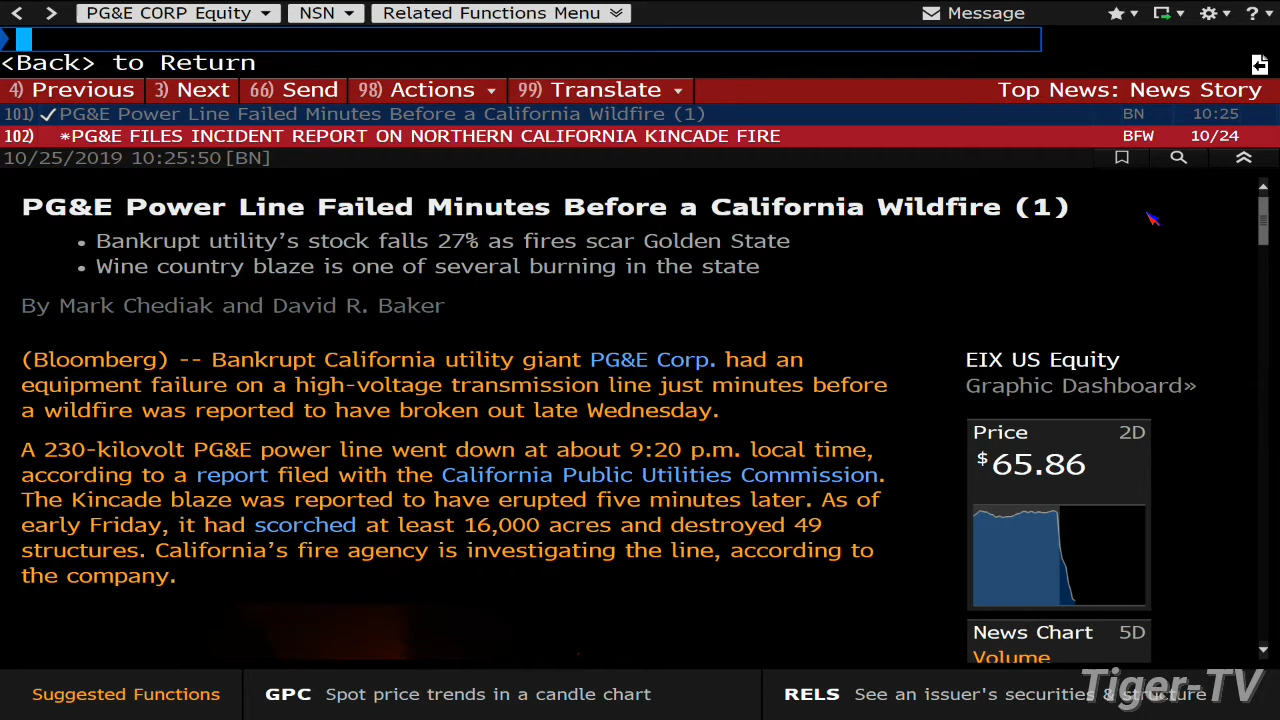 PG&E CORP Equity NSN Related Functions Menu Message ?
<Back> to Return
4) Previous 3) Next 66) Send 98) Actions 99) Translate Top News: News Story
101) ✓PG&E Power Line Failed Minutes Before a California Wildfire (1) BN 10:25
102) *PG&E FILES INCIDENT REPORT ON NORTHERN CALIFORNIA KINCADE FIRE BFW 10/24
10/25/2019 10:25:50 [BN]
PG&E Power Line Failed Minutes Before a California Wildfire (1)
• Bankrupt utility's stock falls 27% as fires scar Golden State
• Wine country blaze is one of several burning in the state
By Mark Chediak and David R. Baker
(Bloomberg) -- Bankrupt California utility giant PG&E Corp. had an
equipment failure on a high-voltage transmission line just minutes before
a wildfire was reported to have broken out late Wednesday.
A 230-kilovolt PG&E power line went down at about 9:20 p.m. local time,
according to a report filed with the California Public Utilities Commission.
The Kincade blaze was reported to have erupted five minutes later. As of
early Friday, it had scorched at least 16,000 acres and destroyed 49
structures. California's fire agency is investigating the line, according to
the company.
EIX US Equity
Graphic Dashboard»
Price 2D
$65.86
News Chart 5D
Volume
Suggested Functions GPC Spot price trends in a candle chart RELS See an issuer's securities & structure
Tiger-TV